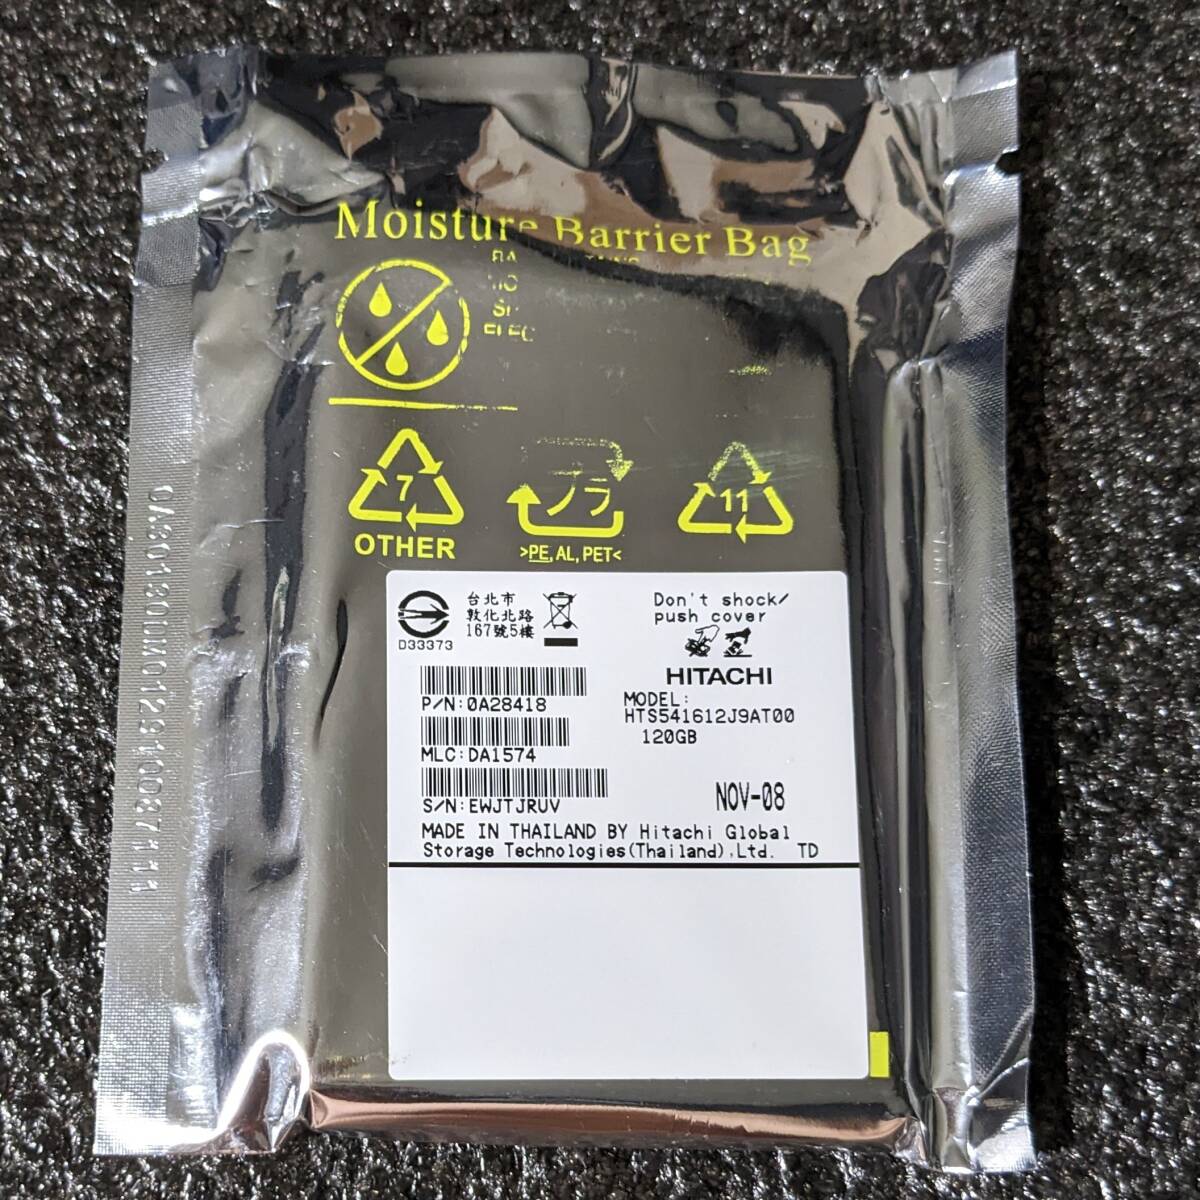 Moisture Barrier Bag
7
OTHER
プラ
>PE, AL, PET<
11
台北市
敦化北路
167號5樓
D33373
Don't shock/
push cover
HITACHI
P/N:0A28418
MODEL:
HTS541612J9AT00
120GB
MLC:DA1574
S/N:EWJTJRUV
NOV-08
MADE IN THAILAND BY Hitachi Global
Storage Technologies(Thailand),Ltd. TD